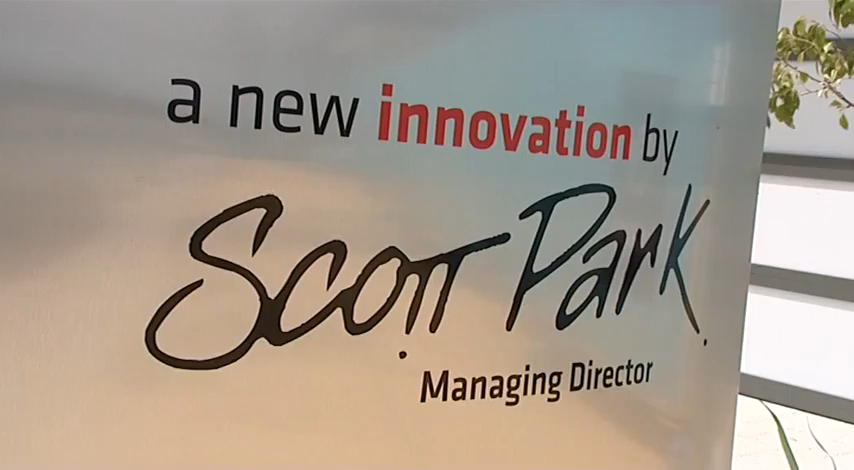 a new innovation by
Scott Park
Managing Director